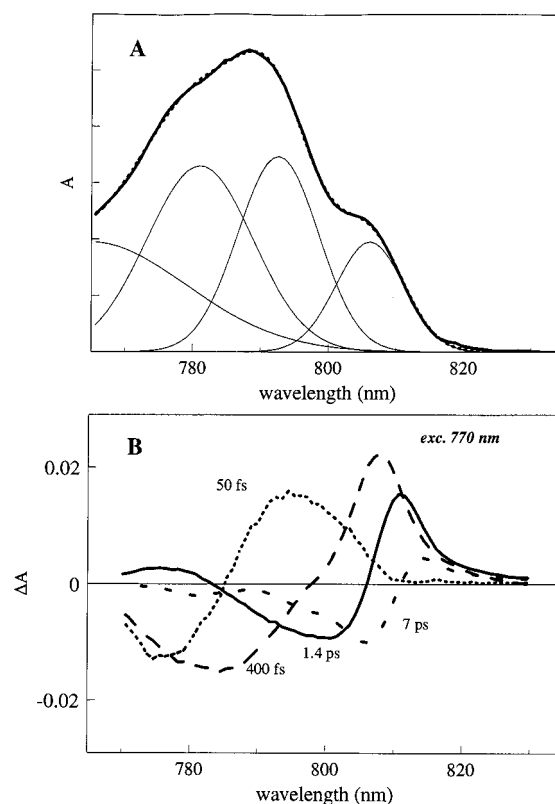 A
A
780
800
820
wavelength (nm)
B
exc. 770 nm
0.02
50 fs
ΔA
0
7 ps
1.4 ps
400 fs
-0.02
780
800
820
wavelength (nm)